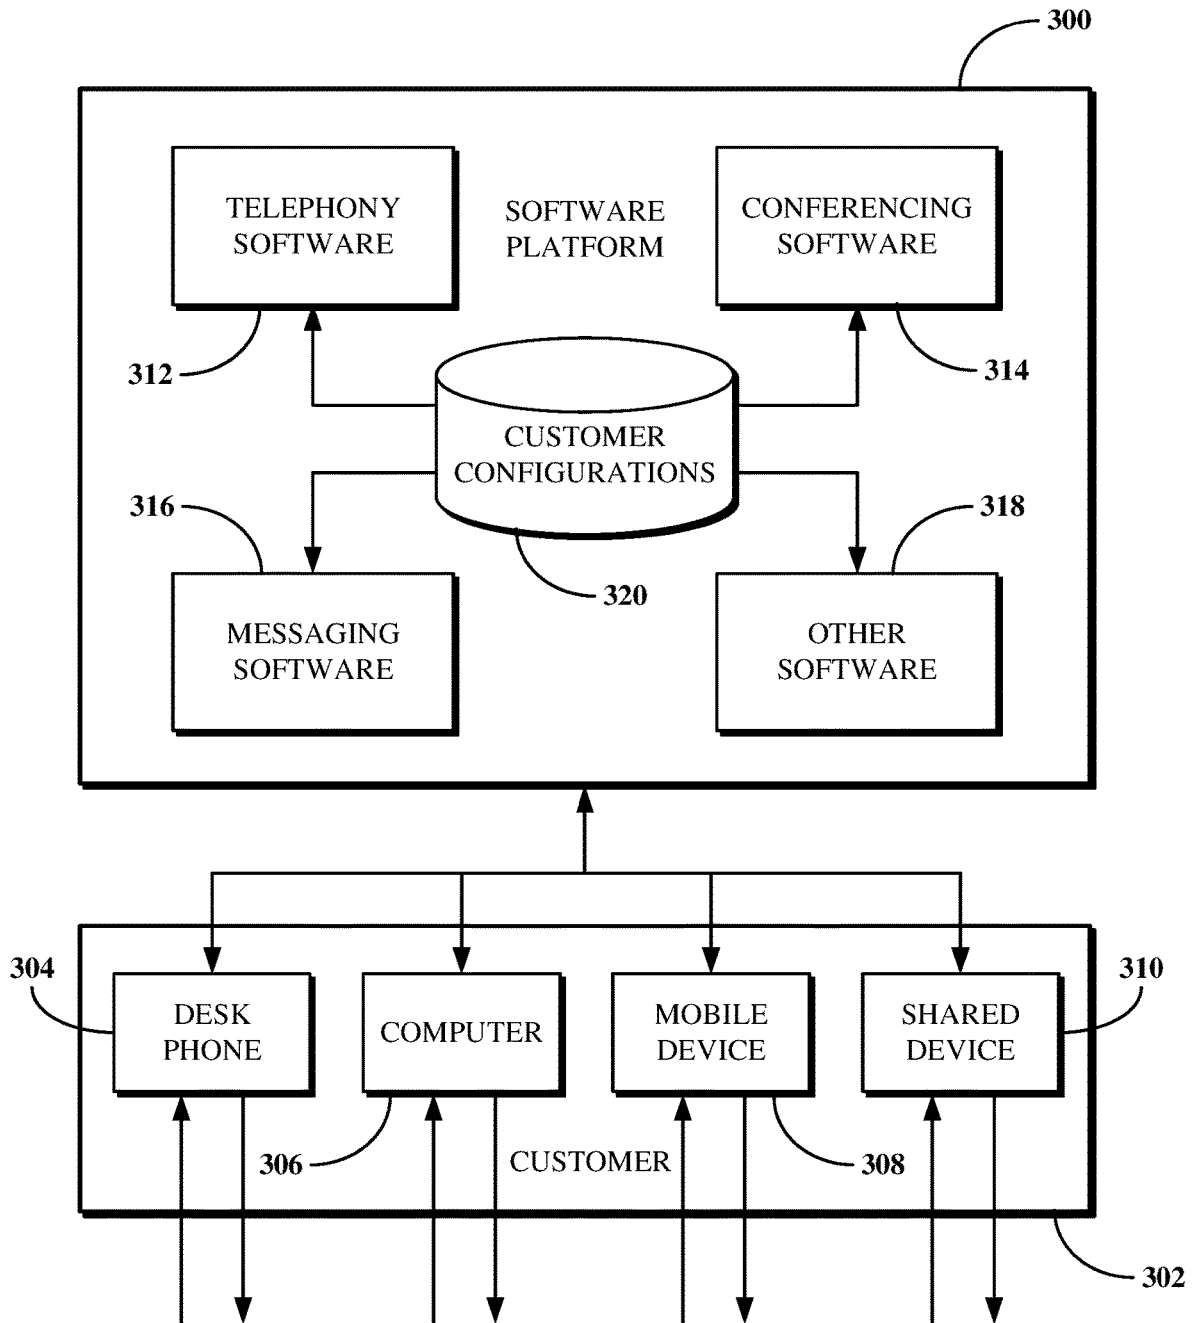 300
TELEPHONY
SOFTWARE
SOFTWARE
PLATFORM
CONFERENCING
SOFTWARE
312
314
CUSTOMER
CONFIGURATIONS
316
318
320
MESSAGING
SOFTWARE
OTHER
SOFTWARE
304
310
DESK
PHONE
COMPUTER
MOBILE
DEVICE
SHARED
DEVICE
306
CUSTOMER
308
302